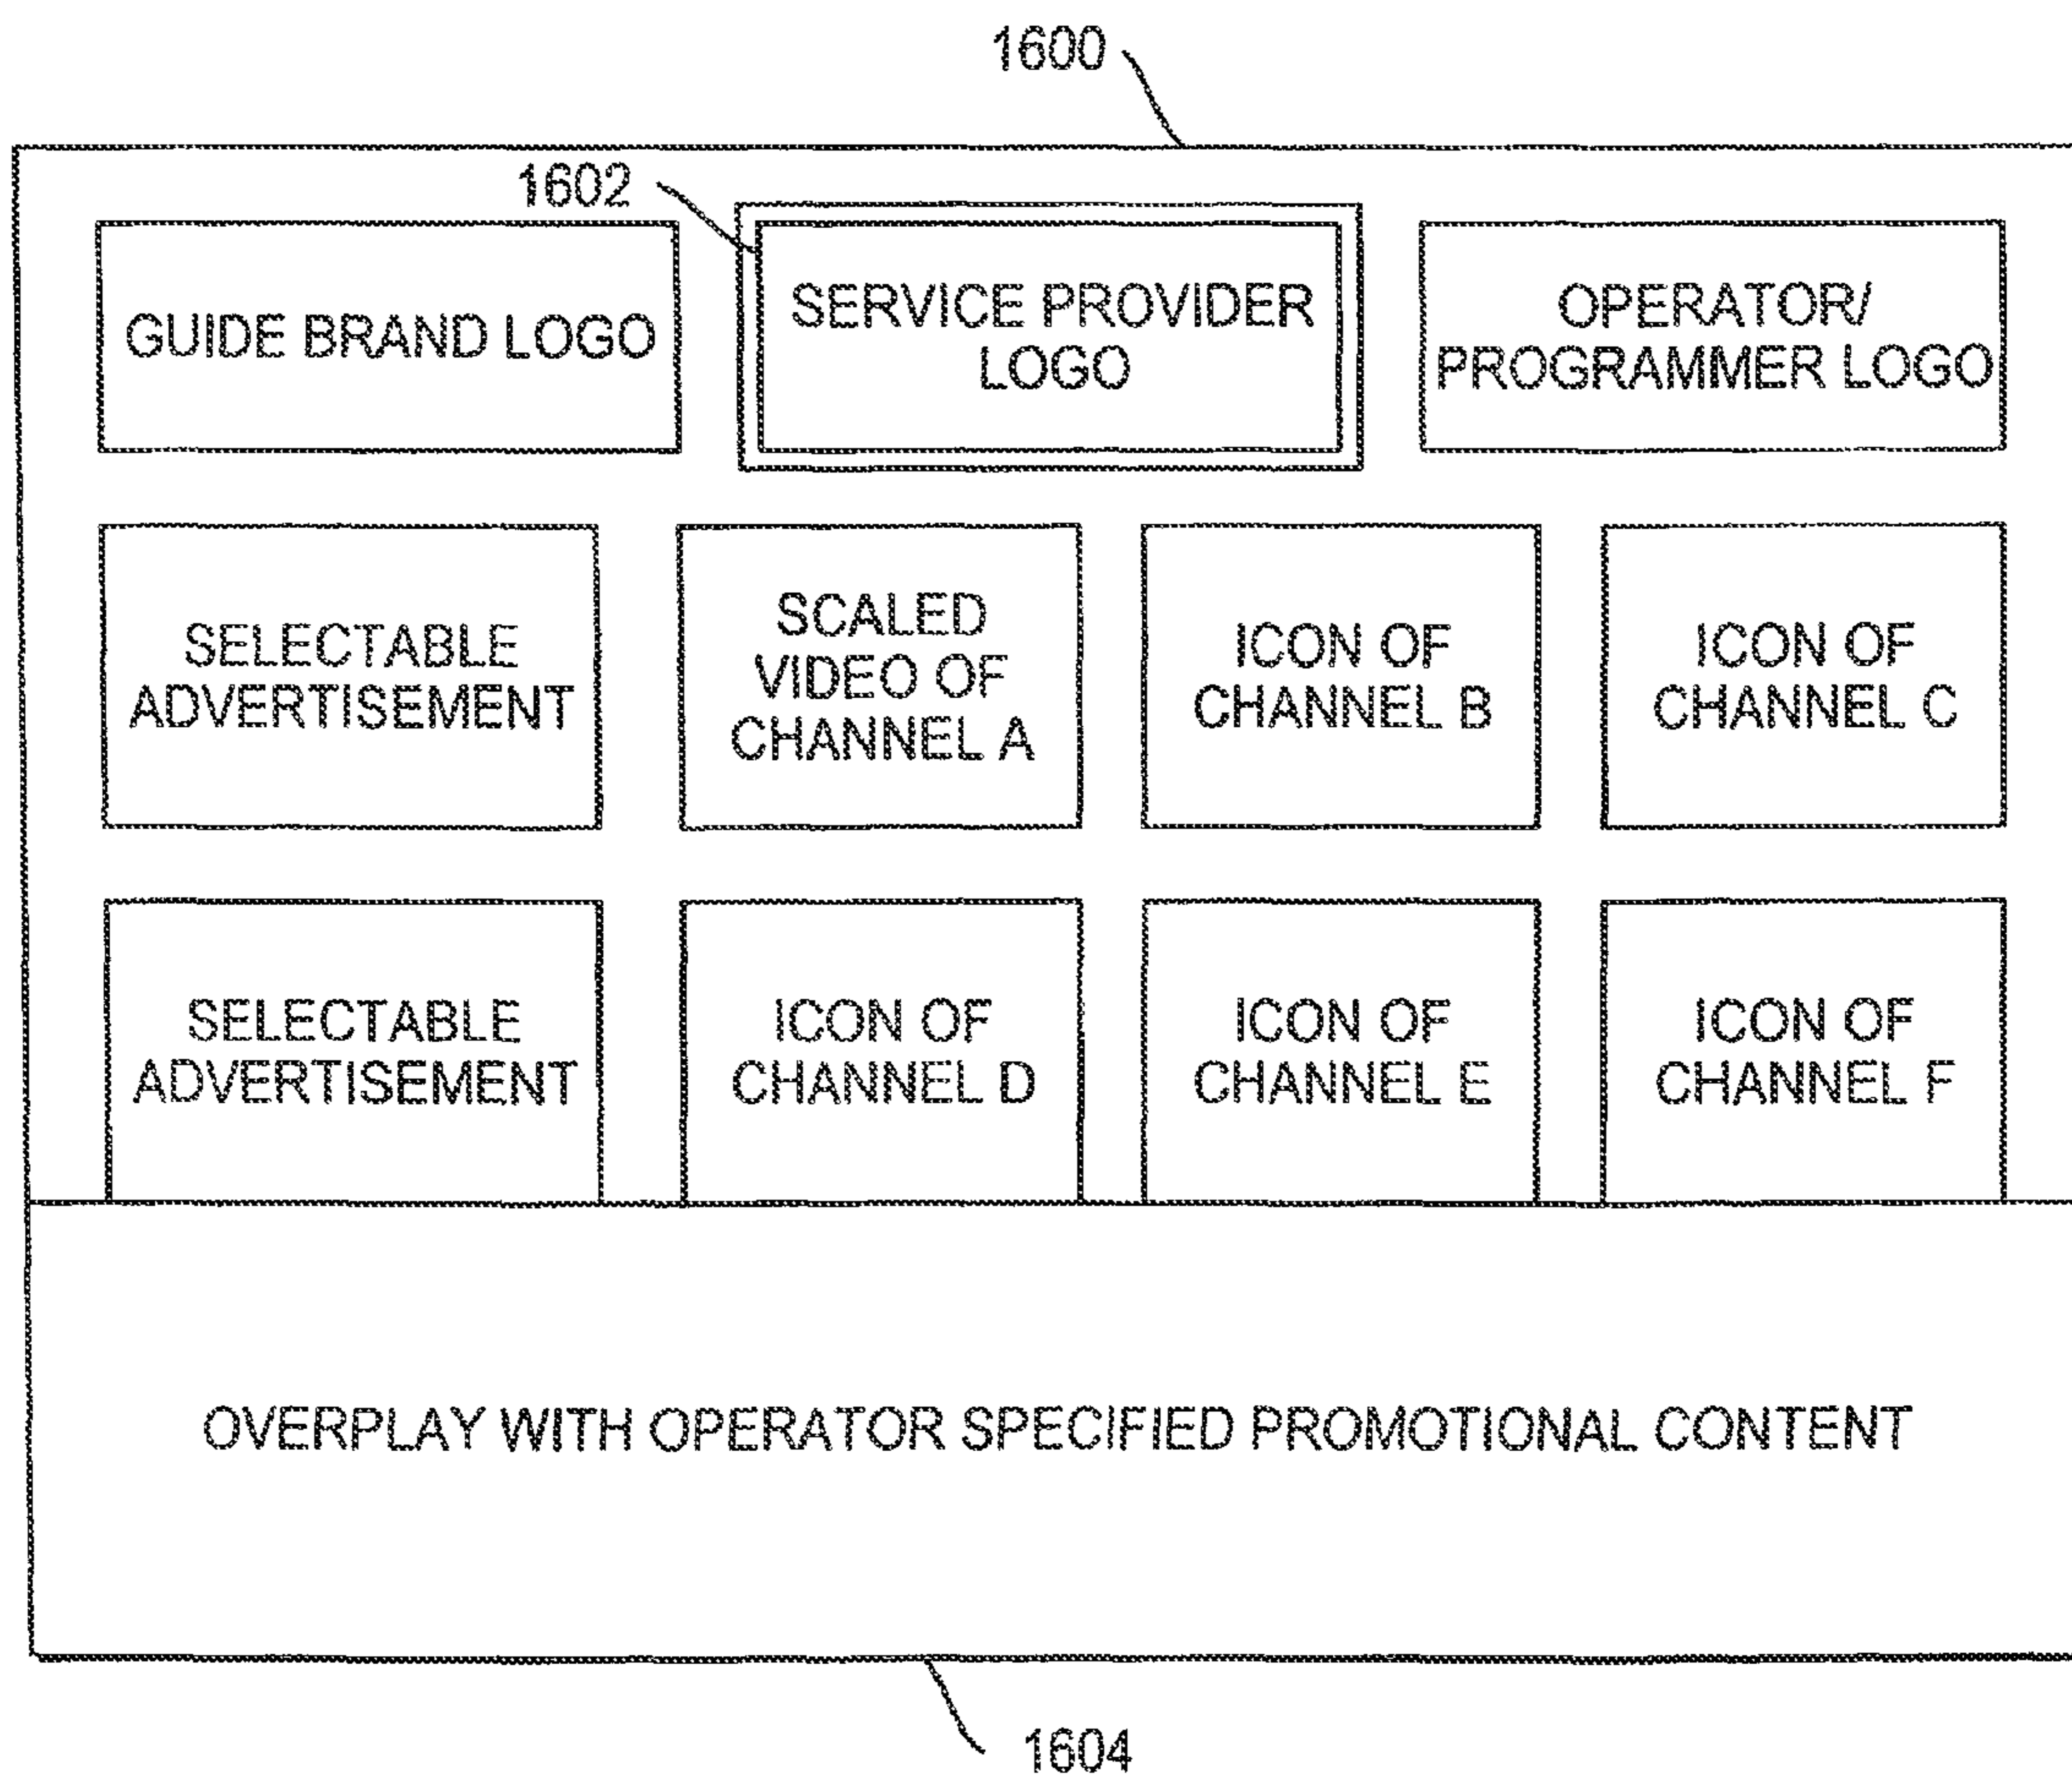 1600
1602
GUIDE BRAND LOGO
SERVICE PROVIDER
LOGO
OPERATOR/
PROGRAMMER LOGO
SELECTABLE
ADVERTISEMENT
SCALED
VIDEO OF
CHANNEL A
ICON OF
CHANNEL B
ICON OF
CHANNEL C
SELECTABLE
ADVERTISEMENT
ICON OF
CHANNEL D
ICON OF
CHANNEL E
ICON OF
CHANNEL F
OVERPLAY WITH OPERATOR SPECIFIED PROMOTIONAL CONTENT
1604